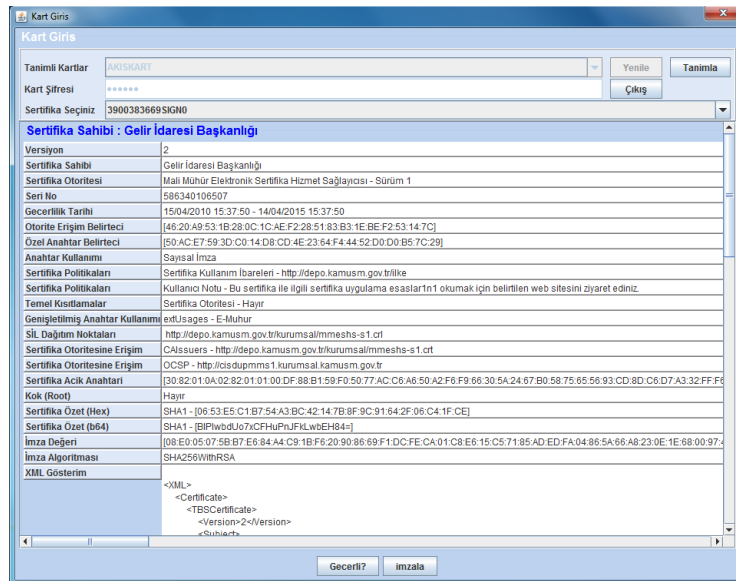 Kart Giris
Kart Giris
Tanimli Kartlar AKISKART Yenile Tanimla
Kart Şifresi ****** Çıkış
Sertifika Seçiniz 3900383669SIGN0
Sertifika Sahibi : Gelir İdaresi Başkanlığı
Versiyon 2
Sertifika Sahibi Gelir İdaresi Başkanlığı
Sertifika Otoritesi Mali Mühür Elektronik Sertifika Hizmet Sağlayıcısı - Sürüm 1
Seri No 586340106507
Gecerlilik Tarihi 15/04/2010 15:37:50 - 14/04/2015 15:37:50
Otorite Erişim Belirteci [46:20:A9:53:1B:28:0C:1C:AE:F2:28:51:83:B3:1E:BE:F2:53:14:7C]
Özel Anahtar Belirteci [50:AC:E7:59:3D:C0:14:D8:CD:4E:23:64:F4:44:52:D0:D0:B5:7C:29]
Anahtar Kullanımı Sayısal İmza
Sertifika Politikaları Sertifika Kullanım İbareleri - http://depo.kamusm.gov.tr/ilke
Sertifika Politikaları Kullanıcı Notu - Bu sertifika ile ilgili sertifika uygulama esaslar1n1 okumak için belirtilen web sitesini ziyaret ediniz.
Temel Kısıtlamalar Sertifika Otoritesi - Hayır
Genişletilmiş Anahtar Kullanımı extUsages - E-Muhur
SİL Dağıtım Noktaları http://depo.kamusm.gov.tr/kurumsal/mmeshs-s1.crl
Sertifika Otoritesine Erişim CAIssuers - http://depo.kamusm.gov.tr/kurumsal/mmeshs-s1.crt
Sertifika Otoritesine Erişim OCSP - http://cisdupmms1.kurumsal.kamusm.gov.tr
Sertifika Acik Anahtari [30:82:01:0A:02:82:01:01:00:DF:88:B1:59:F0:50:77:AC:C6:A6:50:A2:F6:F9:66:30:5A:24:67:B0:58:75:65:56:93:CD:8D:C6:D7:A3:32:FF:F6
Kok (Root) Hayır
Sertifika Özet (Hex) SHA1 - [06:53:E5:C1:B7:54:A3:BC:42:14:7B:8F:9C:91:64:2F:06:C4:1F:CE]
Sertifika Özet (b64) SHA1 - [BlPlwbdUo7xCFHuPnJFkLwbEH84=]
İmza Değeri [08:E0:05:07:5B:B7:E6:84:A4:C9:1B:F6:20:90:86:69:F1:DC:FE:CA:01:C8:E6:15:C5:71:85:AD:ED:FA:04:86:5A:66:A8:23:0E:1E:68:00:97:4
İmza Algoritması SHA256WithRSA
XML Gösterim
<XML>
<Certificate>
<TBSCertificate>
<Version>2</Version>
<Subject>
Gecerli? imzala